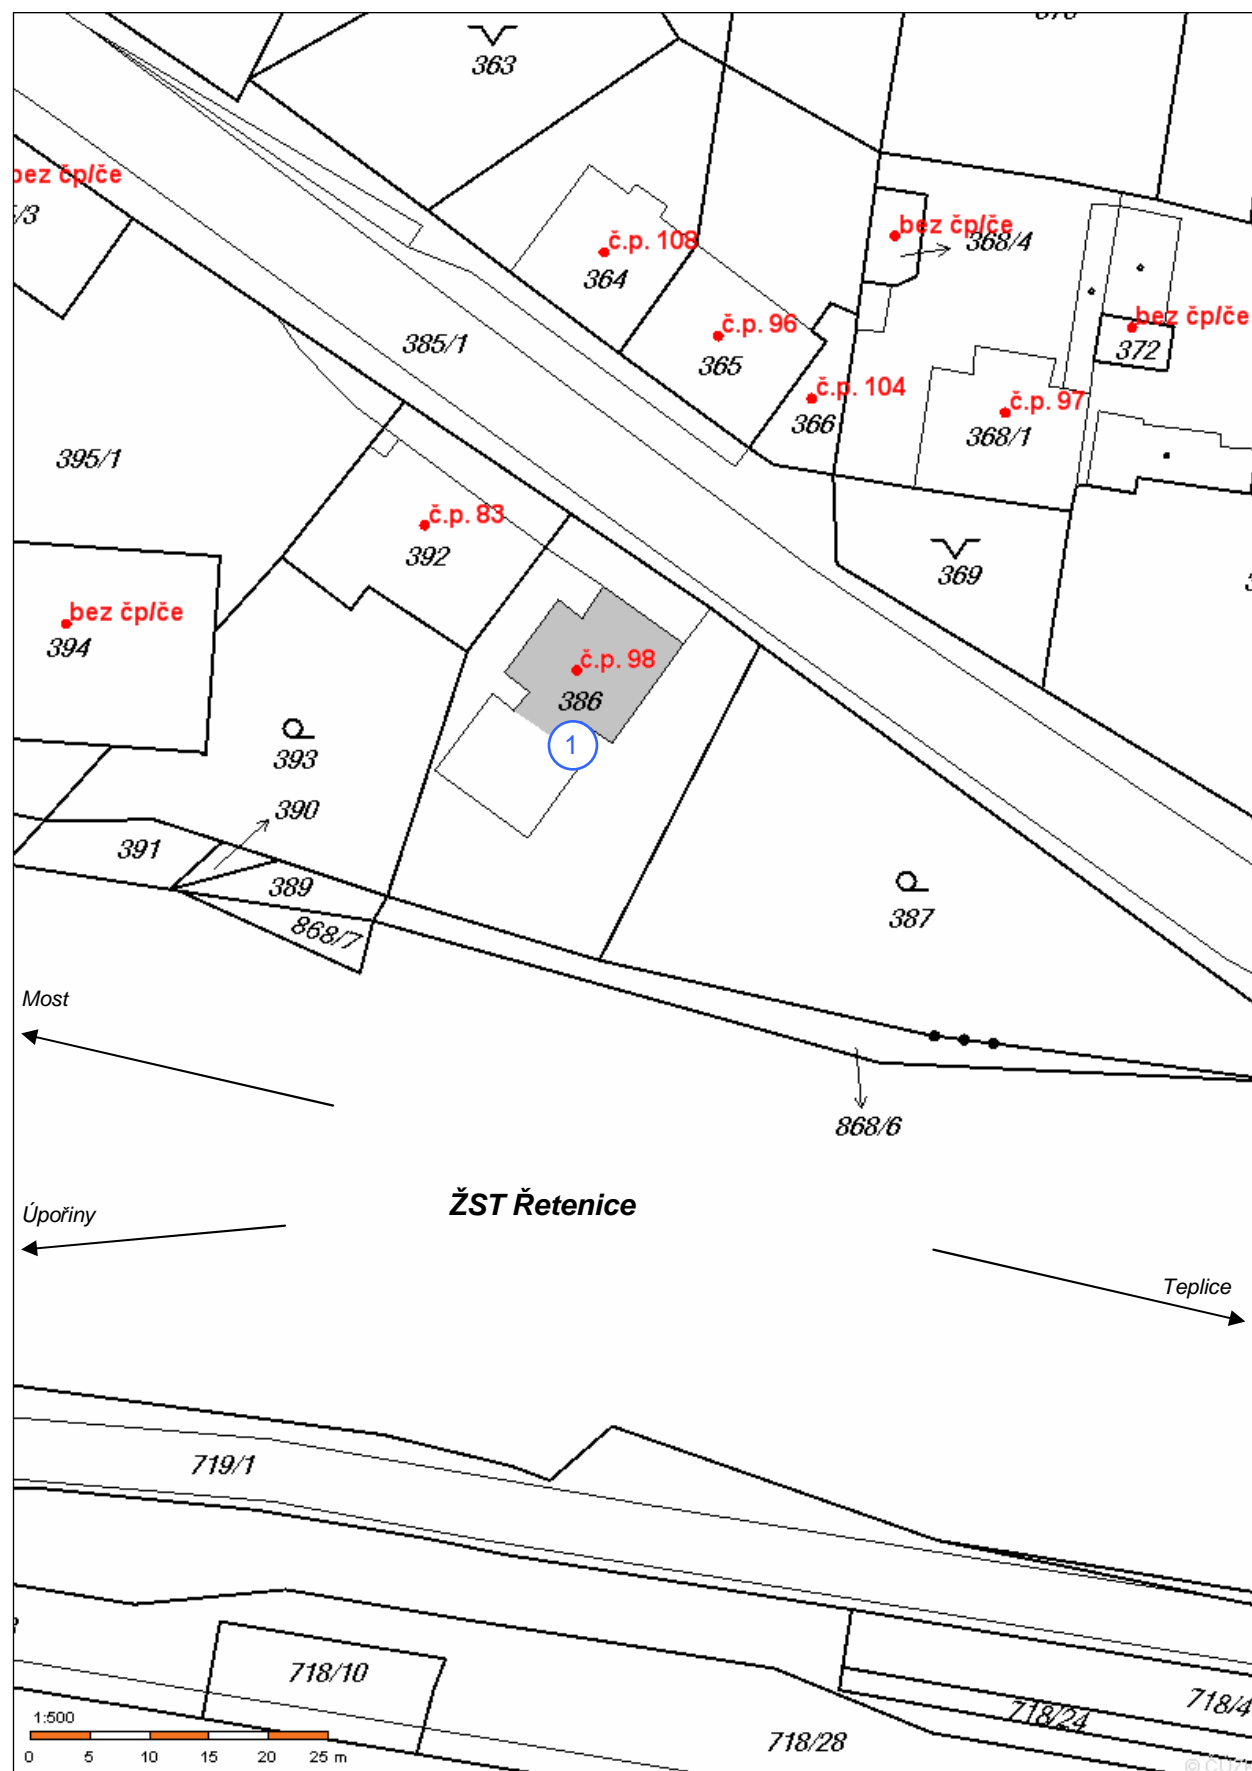 363
bez čp/če
č.p. 108
364
bez čp/če
368/4
bez čp/če
372
385/1
č.p. 96
365
č.p. 104
366
č.p. 97
368/1
395/1
č.p. 83
392
369
bez čp/če
394
č.p. 98
386
1
393
390
391
389
868/7
387
Most
868/6
ŽST Řetenice
Úpořiny
Teplice
719/1
718/10
718/4
718/24
718/28
1:500
0 5 10 15 20 25 m